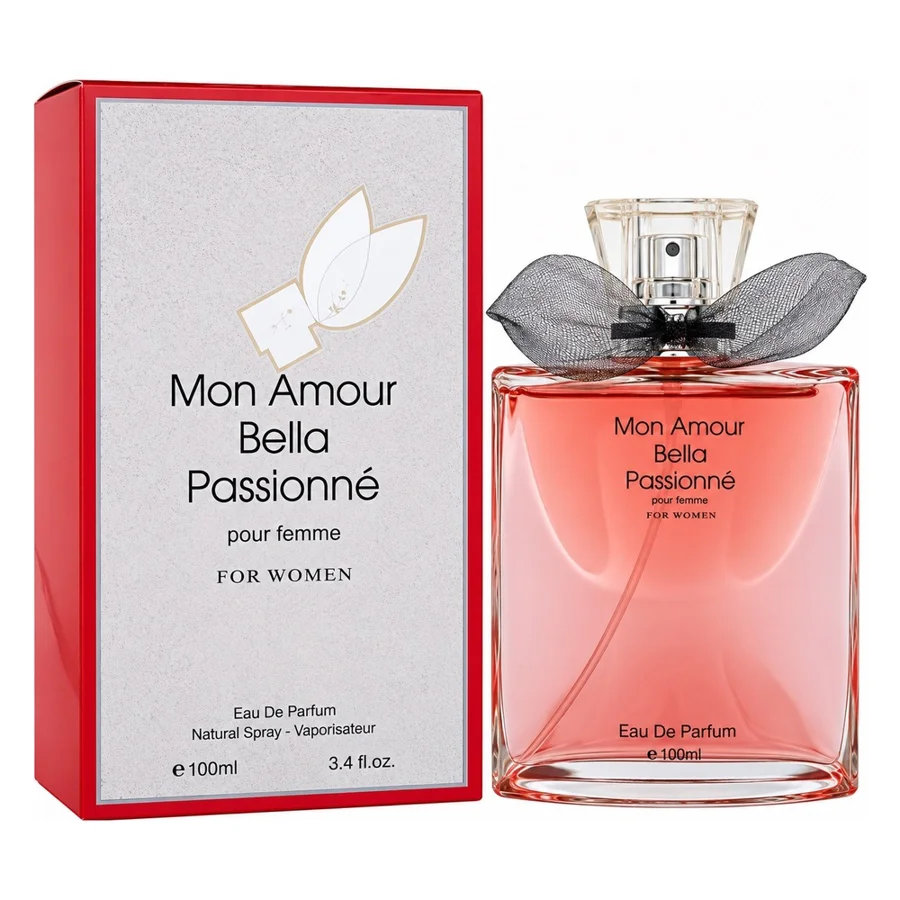 Mon Amour
Bella
Passionné
pour femme
FOR WOMEN
Eau De Parfum
Natural Spray - Vaporisateur
e 100ml 3.4 fl.oz.
Mon Amour
Bella
Passionné
pour femme
FOR WOMEN
Eau De Parfum
e 100ml